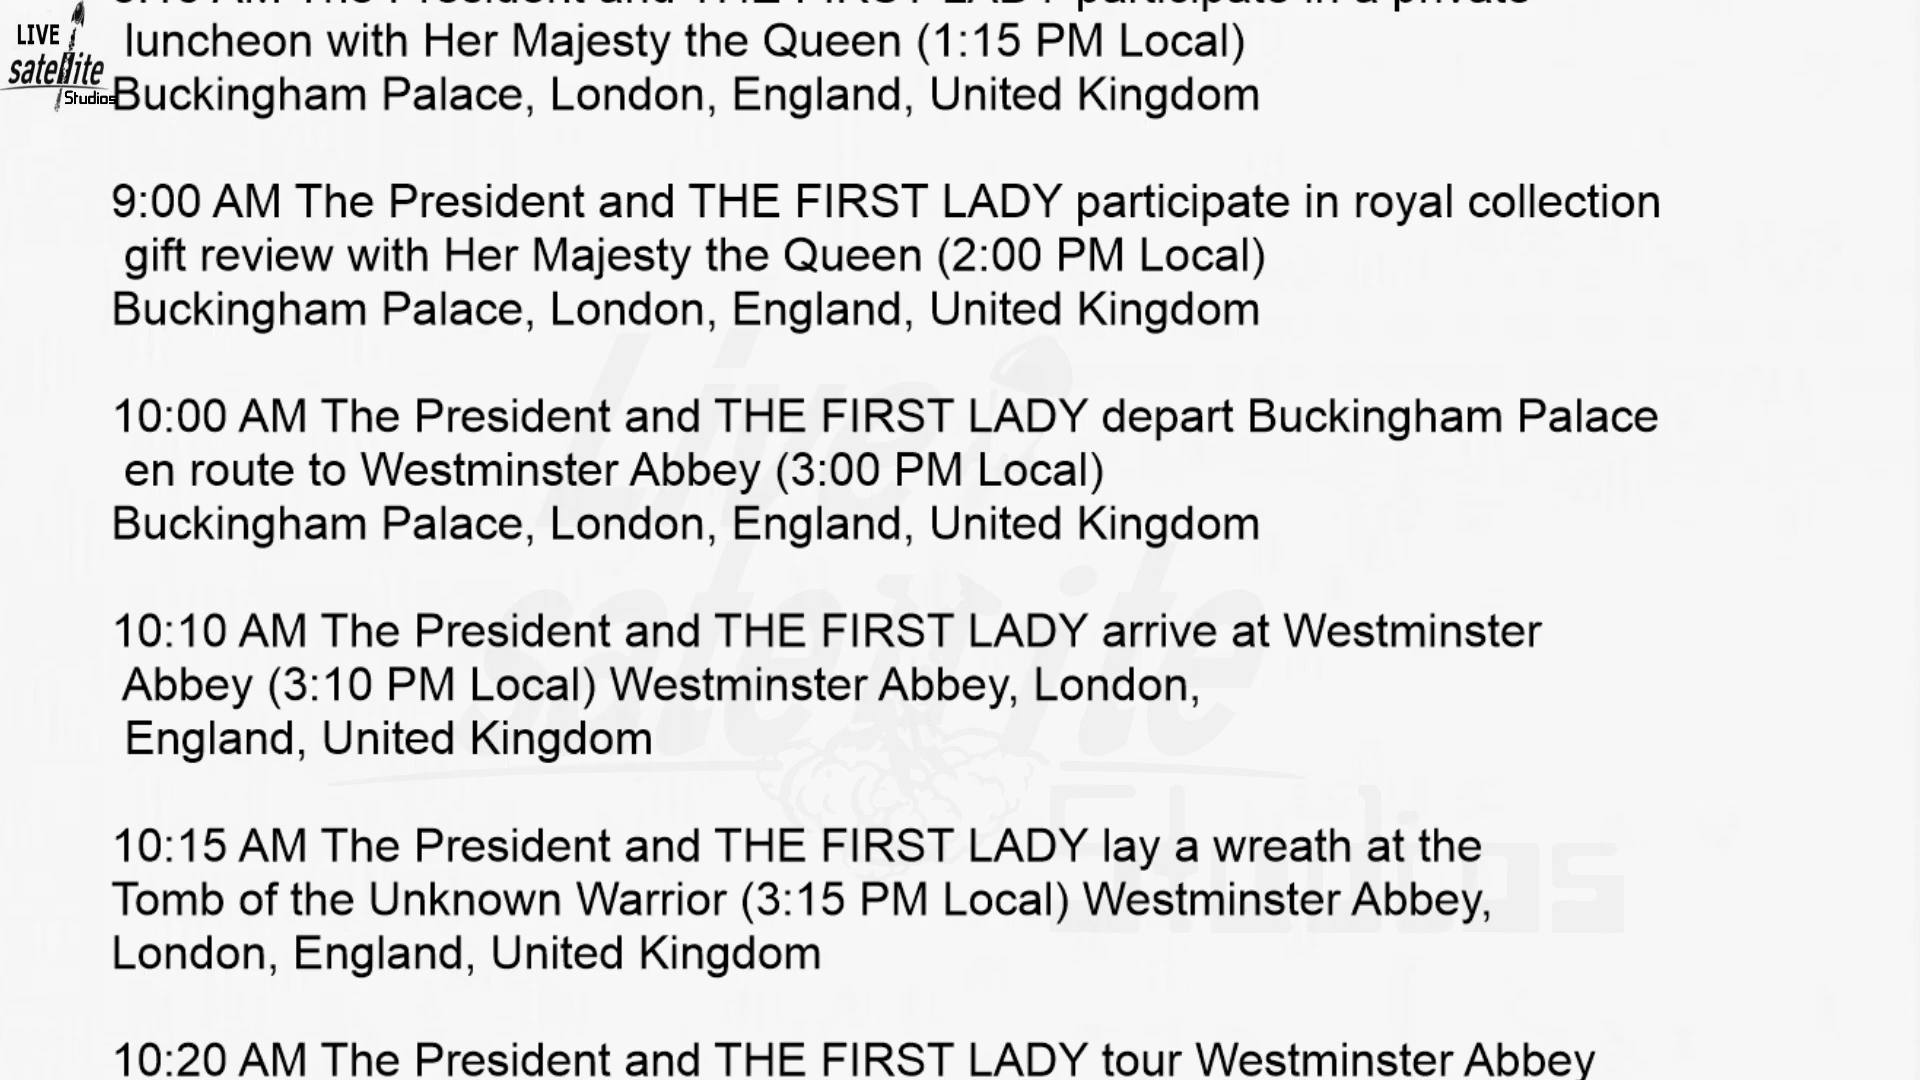 LIVE
satellite
Studios
luncheon with Her Majesty the Queen (1:15 PM Local)
Buckingham Palace, London, England, United Kingdom
9:00 AM The President and THE FIRST LADY participate in royal collection
gift review with Her Majesty the Queen (2:00 PM Local)
Buckingham Palace, London, England, United Kingdom
10:00 AM The President and THE FIRST LADY depart Buckingham Palace
en route to Westminster Abbey (3:00 PM Local)
Buckingham Palace, London, England, United Kingdom
10:10 AM The President and THE FIRST LADY arrive at Westminster
Abbey (3:10 PM Local) Westminster Abbey, London,
England, United Kingdom
10:15 AM The President and THE FIRST LADY lay a wreath at the
Tomb of the Unknown Warrior (3:15 PM Local) Westminster Abbey,
London, England, United Kingdom
10:20 AM The President and THE FIRST LADY tour Westminster Abbey